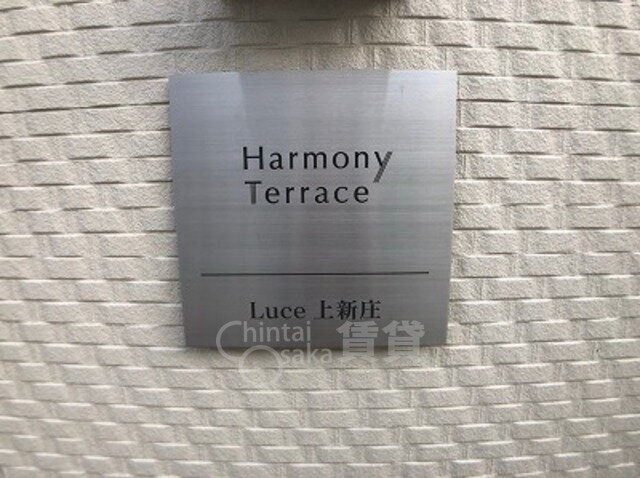 Harmony
Terrace
Luce 上新庄
Chintai 賃貸
Osaka